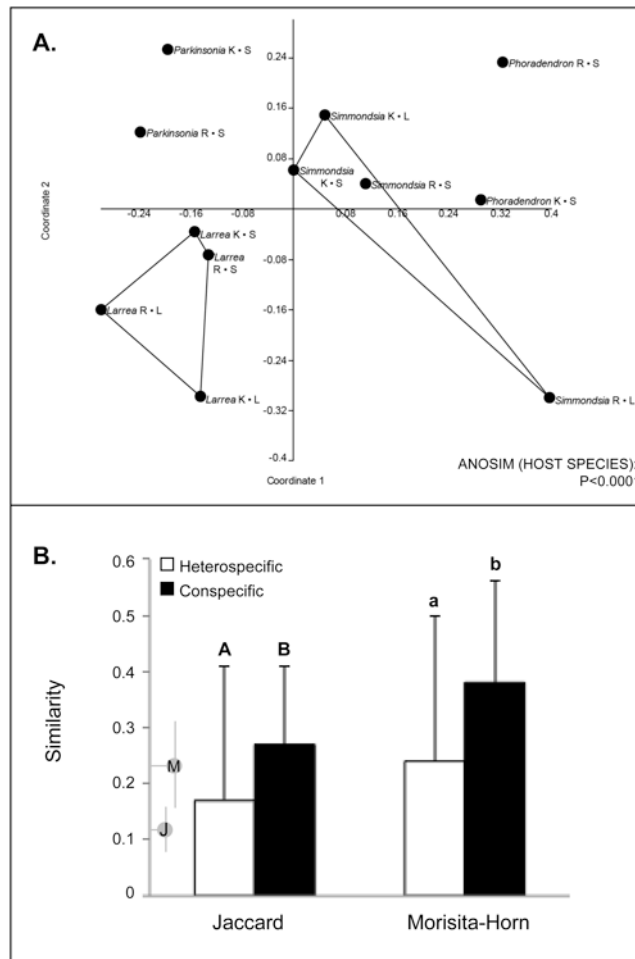 A.
0.24
Parkinsonia K • S
Phoradendron R • S
0.16
Simmondsia K • L
Parkinsonia R • S
0.08
Simmondsia
K • S
Simmondsia R • S
Phoradendron K • S
Coordinate 2
-0.24
-0.16
-0.08
0.08
0.16
0.24
0.32
0.4
Larrea K • S
-0.08
Larrea
R • S
-0.16
Larrea R • L
-0.24
Larrea K • L
Simmondsia R • L
-0.32
-0.4
Coordinate 1
ANOSIM (HOST SPECIES):
P<0.0001
B.
0.6
Heterospecific
Conspecific
0.5
a
b
0.4
A
B
Similarity
0.3
M
0.2
J
0.1
0
Jaccard
Morisita-Horn